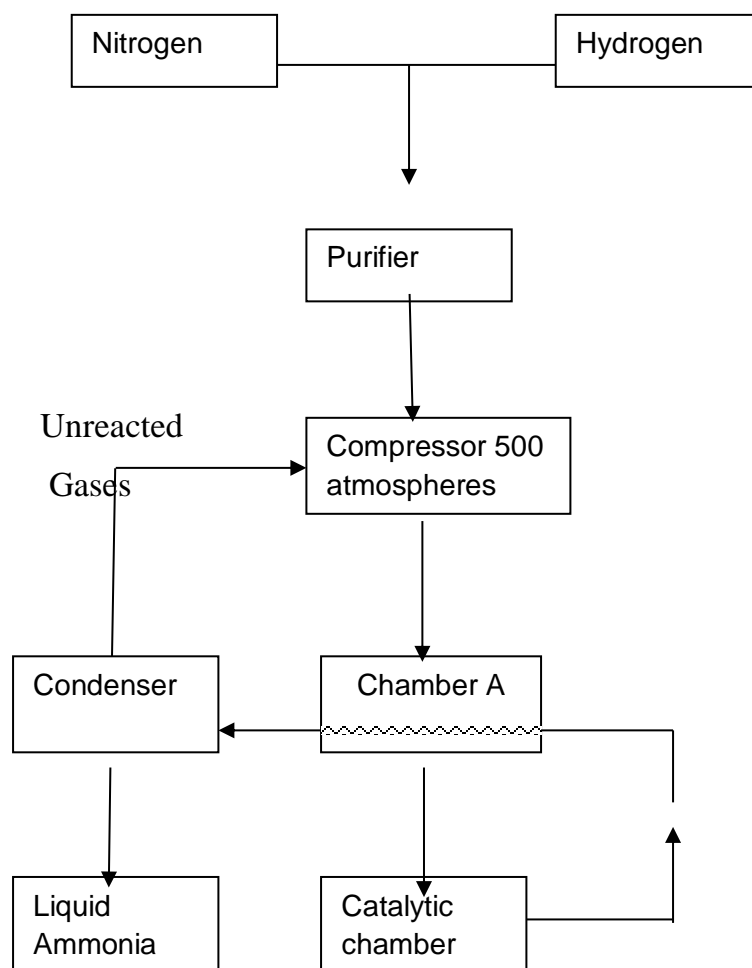 Nitrogen
Hydrogen
Purifier
Unreacted
Gases
Compressor 500
atmospheres
Condenser
Chamber A
Liquid
Ammonia
Catalytic
chamber